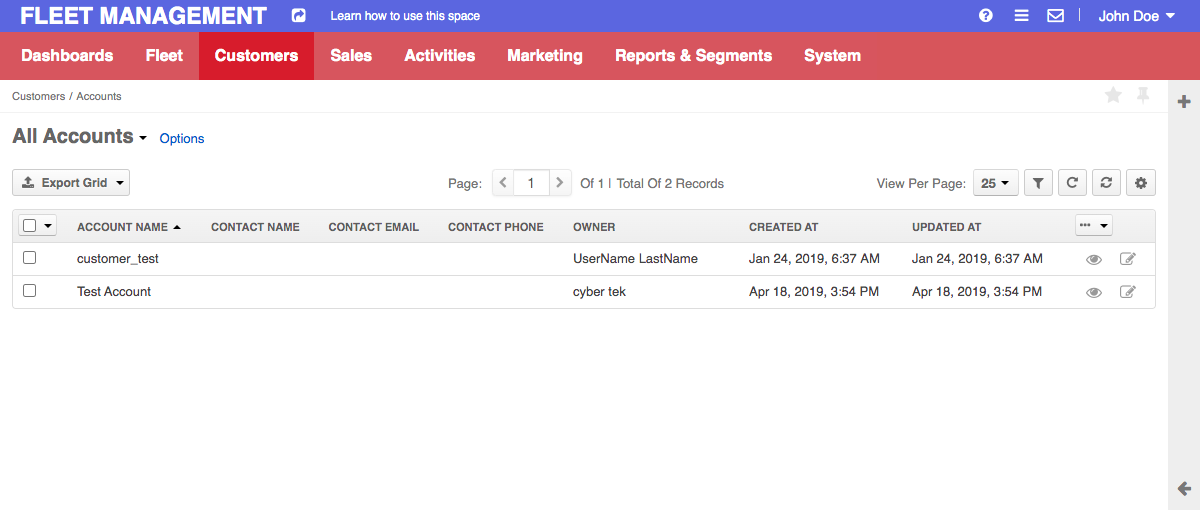 FLEET MANAGEMENT Learn how to use this space John Doe
Dashboards Fleet Customers Sales Activities Marketing Reports & Segments System
Customers / Accounts
All Accounts Options
Export Grid Page: 1 Of 1 | Total Of 2 Records View Per Page: 25
ACCOUNT NAME CONTACT NAME CONTACT EMAIL CONTACT PHONE OWNER CREATED AT UPDATED AT
customer_test UserName LastName Jan 24, 2019, 6:37 AM Jan 24, 2019, 6:37 AM
Test Account cyber tek Apr 18, 2019, 3:54 PM Apr 18, 2019, 3:54 PM